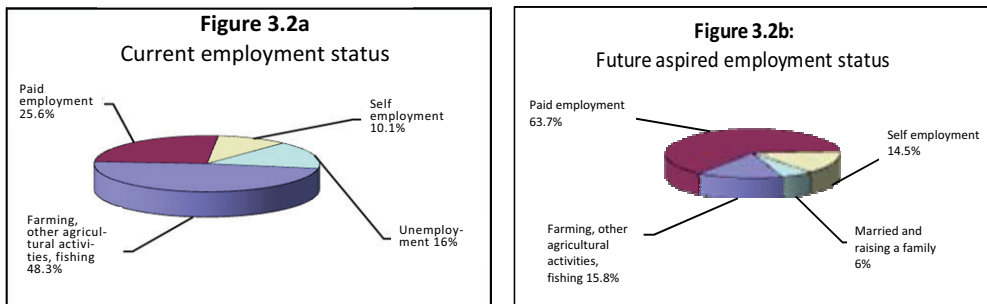 Figure 3.2a
Current employment status
Paid
employment
25.6%
Self
employment
10.1%
Farming,
other agricul-
tural activi-
ties, fishing
48.3%
Unemploy-
ment 16%
Figure 3.2b:
Future aspired employment status
Paid employment
63.7%
Self employment
14.5%
Farming, other
agricultural
activities,
fishing 15.8%
Married and
raising a family
6%